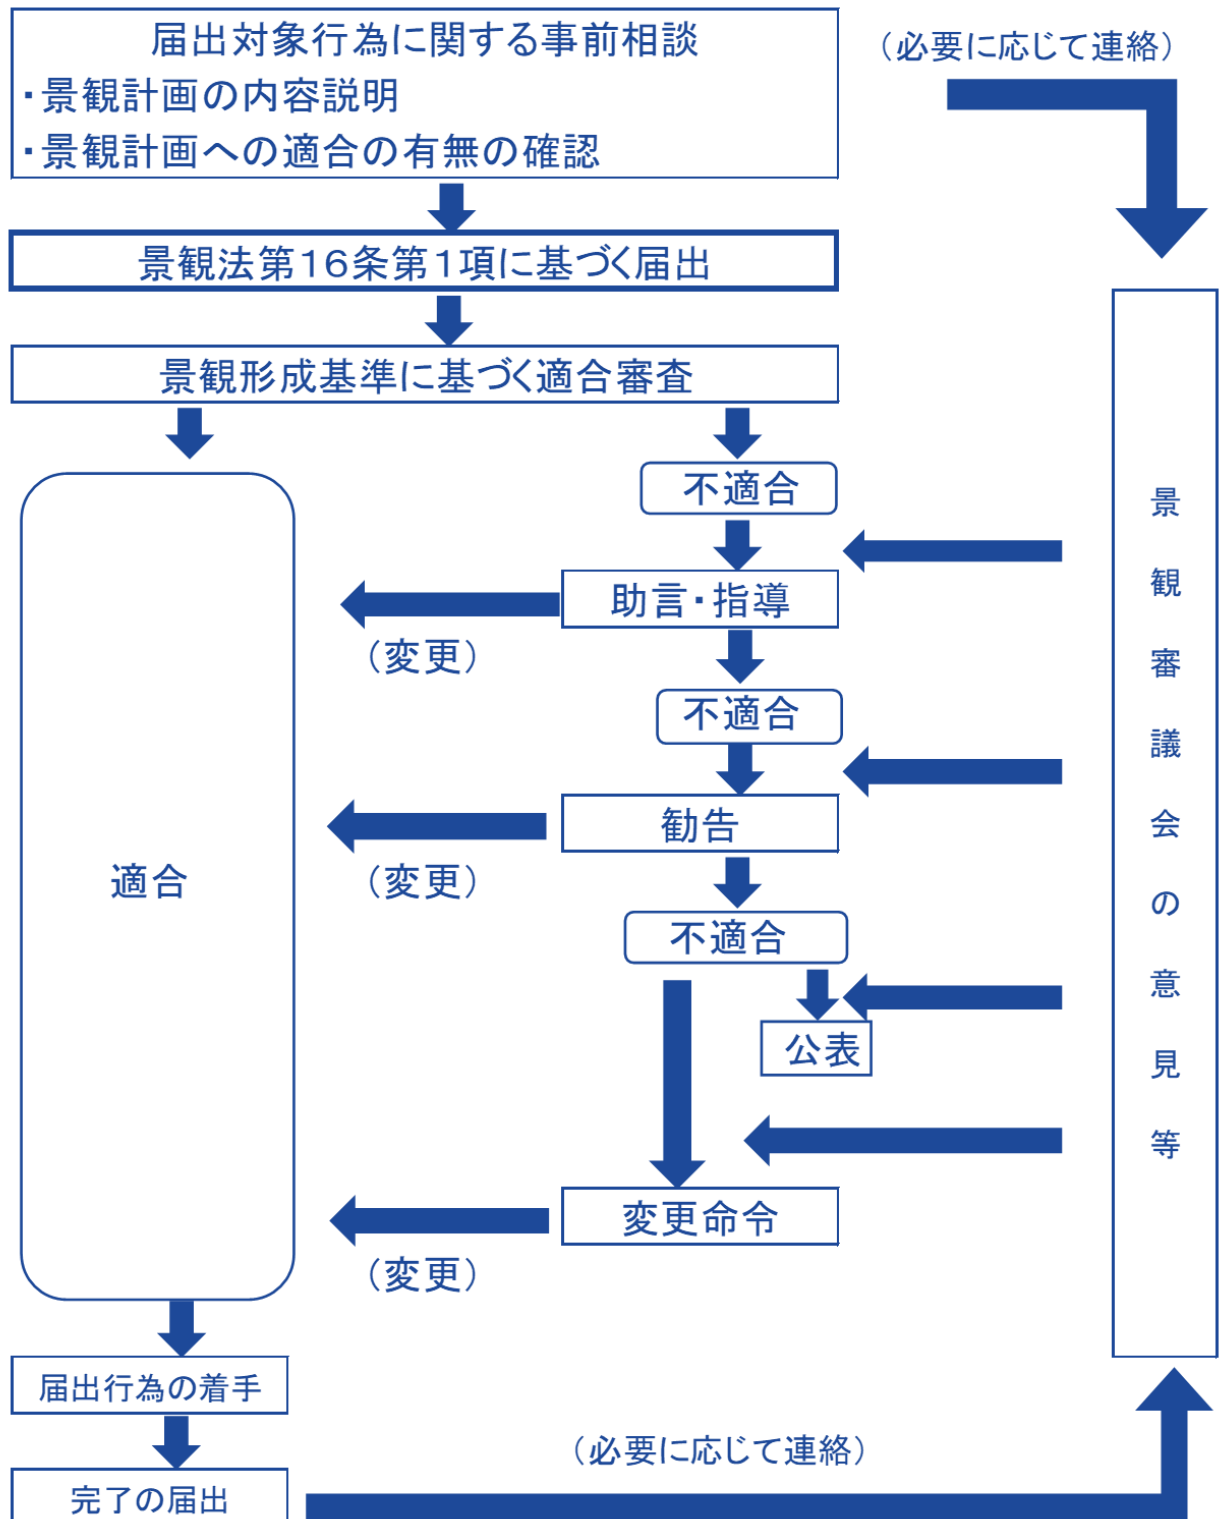 届出対象行為に関する事前相談
・景観計画の内容説明
・景観計画への適合の有無の確認
（必要に応じて連絡）
景観法第１６条第１項に基づく届出
景観形成基準に基づく適合審査
不適合
助言・指導
（変更）
不適合
勧告
（変更）
不適合
公表
変更命令
（変更）
適合
景観審議会の意見等
届出行為の着手
完了の届出
（必要に応じて連絡）